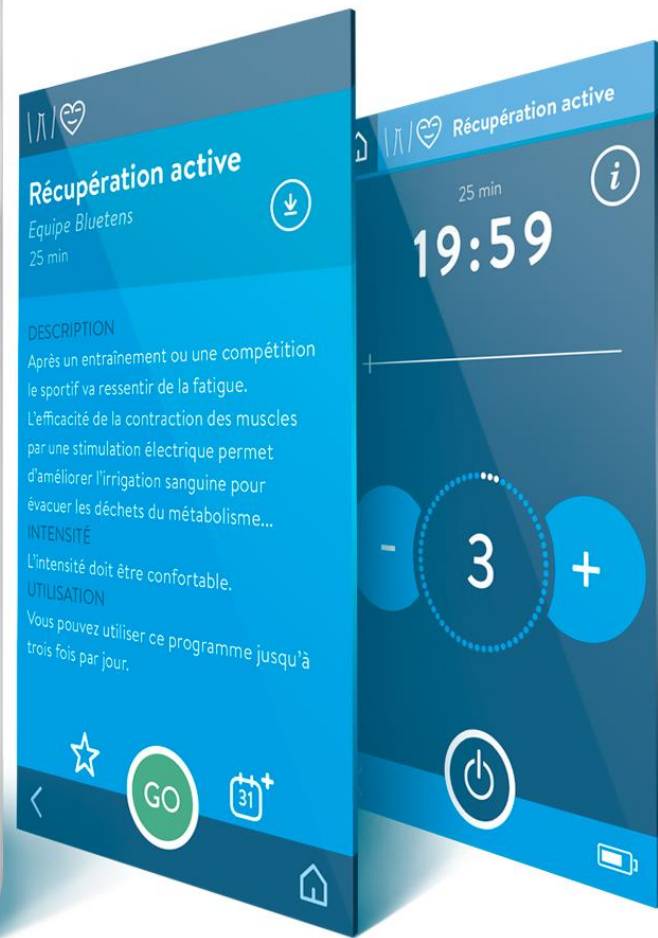 Récupération active
Equipe Bluetens
25 min
DESCRIPTION
Après un entraînement ou une compétition
le sportif va ressentir de la fatigue.
L'efficacité de la contraction des muscles
par une stimulation électrique permet
d'améliorer l'irrigation sanguine pour
évacuer les déchets du métabolisme...
INTENSITÉ
L'intensité doit être confortable.
UTILISATION
Vous pouvez utiliser ce programme jusqu'à
trois fois par jour.
GO
31
Récupération active
i
25 min
19:59
- 3 +